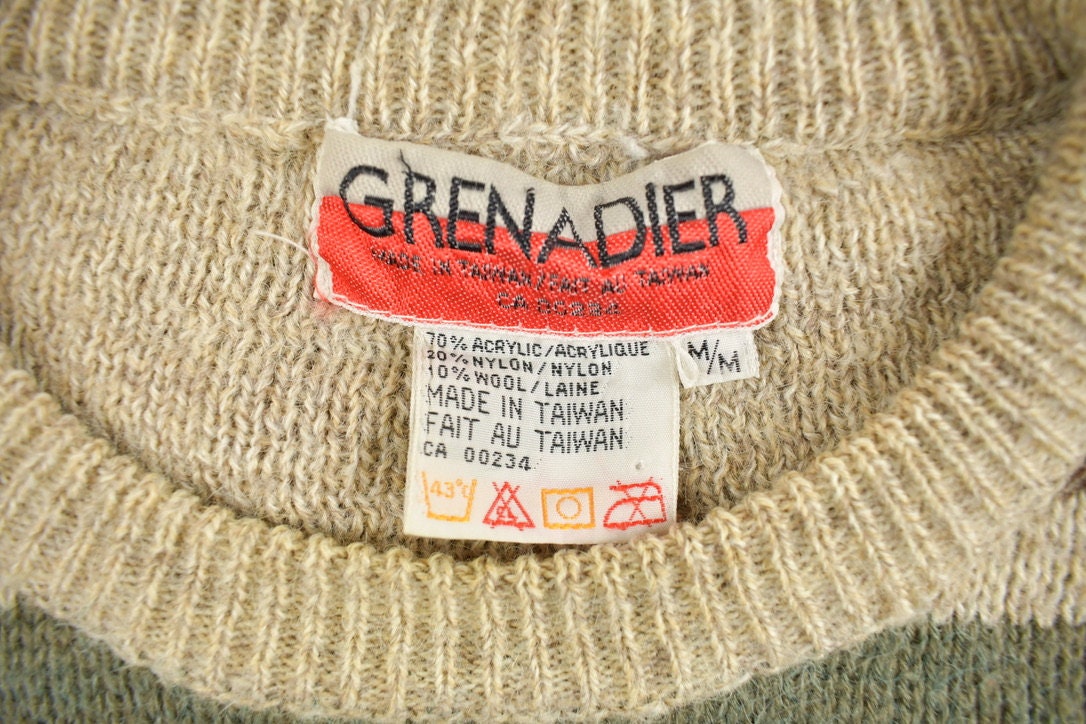 GRENADIER
MADE IN TAIWAN/FAIT AU TAIWAN
CA 00234
70% ACRYLIC/ACRYLIQUE
20% NYLON/NYLON
10% WOOL/LAINE
MADE IN TAIWAN
FAIT AU TAIWAN
CA 00234
M/M
43°C
CL